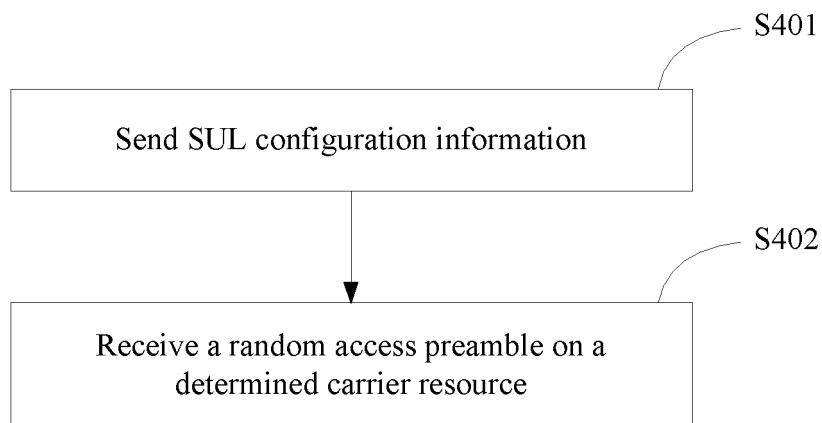 S401
Send SUL configuration information
S402
Receive a random access preamble on a
determined carrier resource